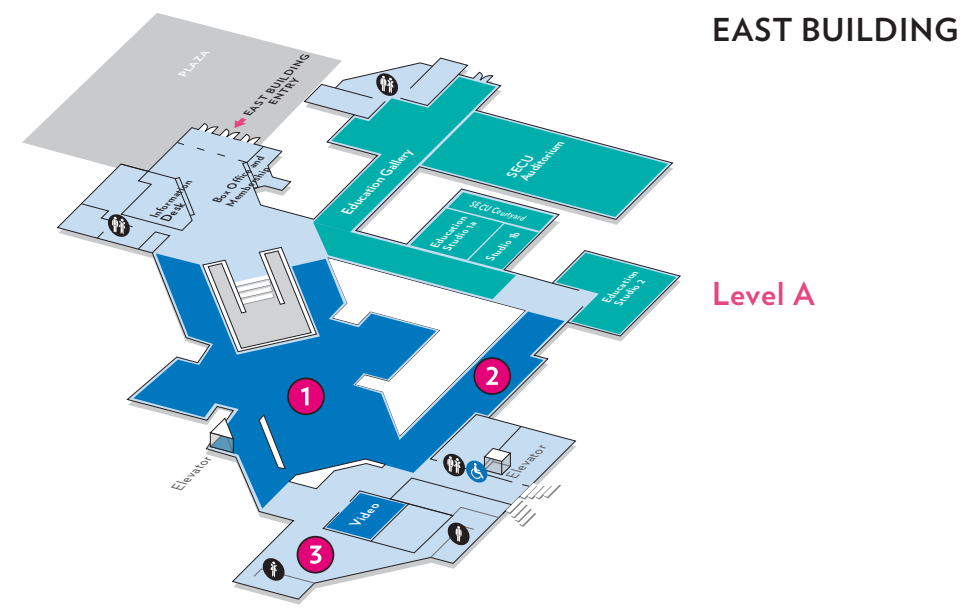 EAST BUILDING
PLAZA
EAST BUILDING
ENTRY
Information
Desk
Box Office and
Membership
Education Gallery
SECU
Auditorium
SECU Courtyard
Education
Studio 1a
Studio 1b
Education
Studio 2
Level A
1
2
Elevator
Elevator
Video
3